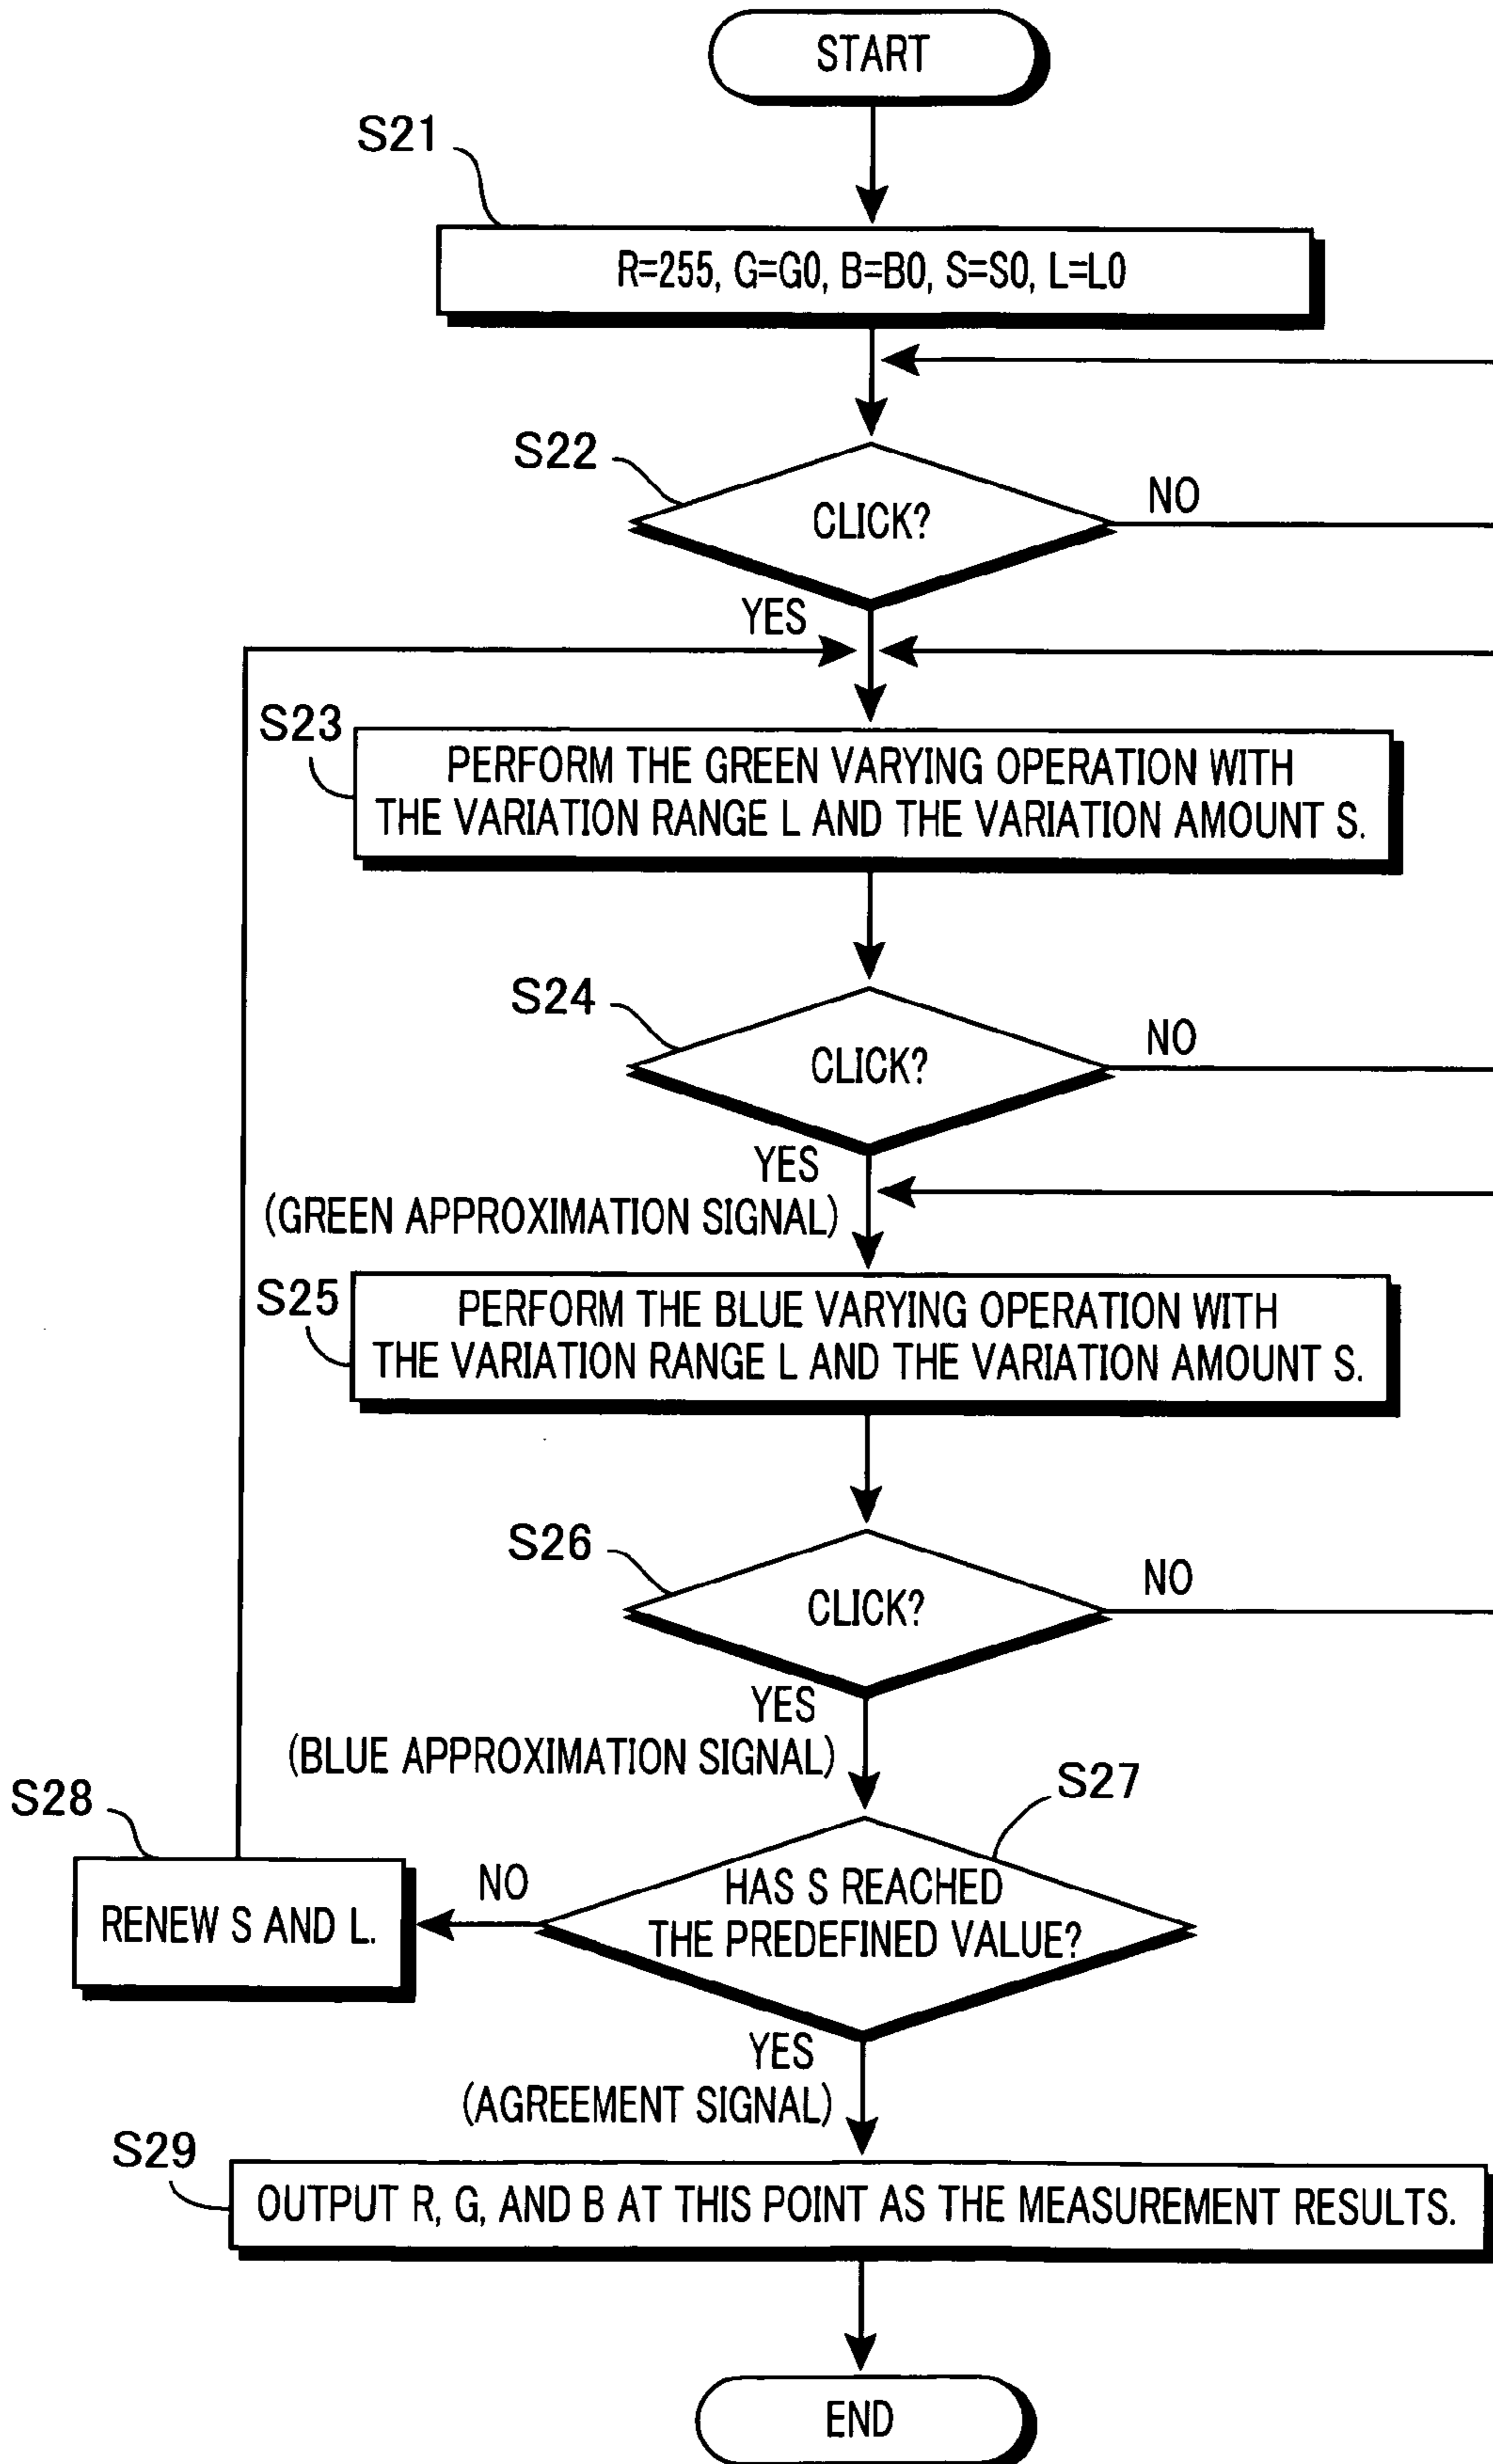 START
S21
R=255, G=G0, B=B0, S=S0, L=L0
S22
CLICK?
NO
YES
S23
PERFORM THE GREEN VARYING OPERATION WITH
THE VARIATION RANGE L AND THE VARIATION AMOUNT S.
S24
CLICK?
NO
YES
(GREEN APPROXIMATION SIGNAL)
S25
PERFORM THE BLUE VARYING OPERATION WITH
THE VARIATION RANGE L AND THE VARIATION AMOUNT S.
S26
CLICK?
NO
YES
(BLUE APPROXIMATION SIGNAL)
S27
S28
HAS S REACHED
THE PREDEFINED VALUE?
NO
RENEW S AND L.
YES
(AGREEMENT SIGNAL)
S29
OUTPUT R, G, AND B AT THIS POINT AS THE MEASUREMENT RESULTS.
END